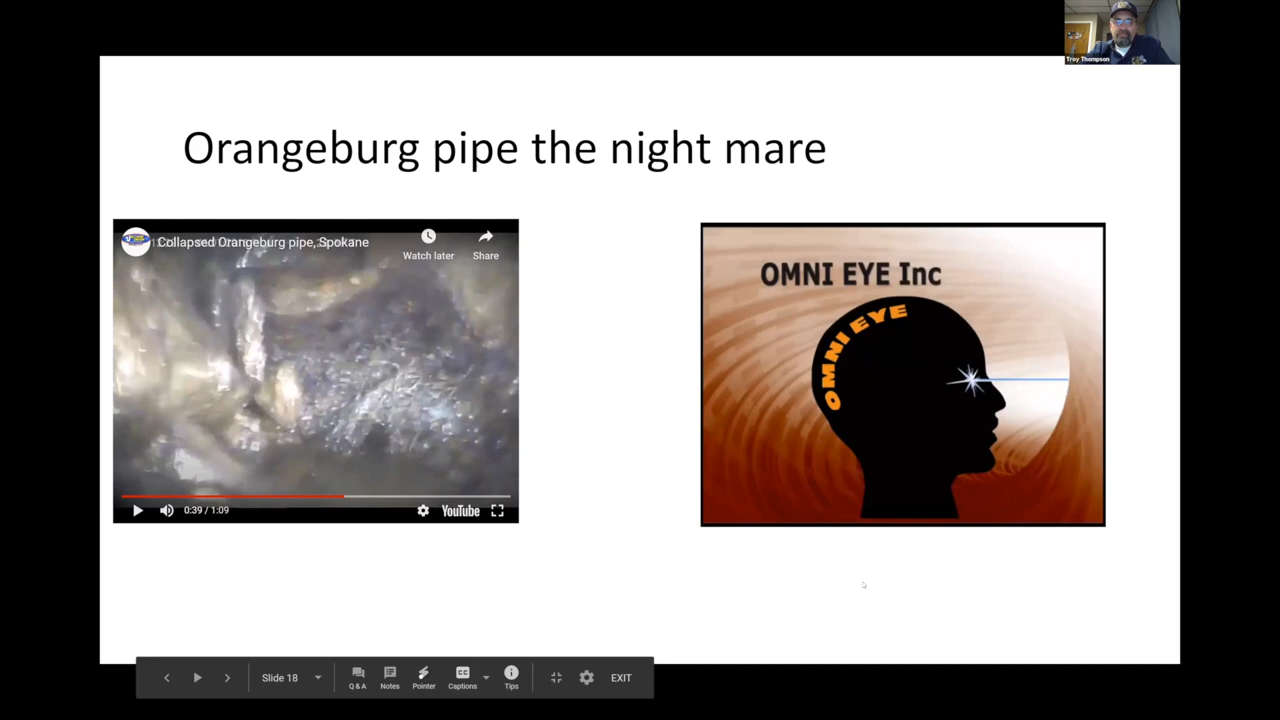 Troy Thompson
Orangeburg pipe the night mare
Collapsed Orangeburg pipe, Spokane
Watch later
Share
0:39 / 1:09
YouTube
OMNI EYE Inc
OMNI EYE
Slide 18
Q & A
Notes
Pointer
CC
Captions
Tips
EXIT